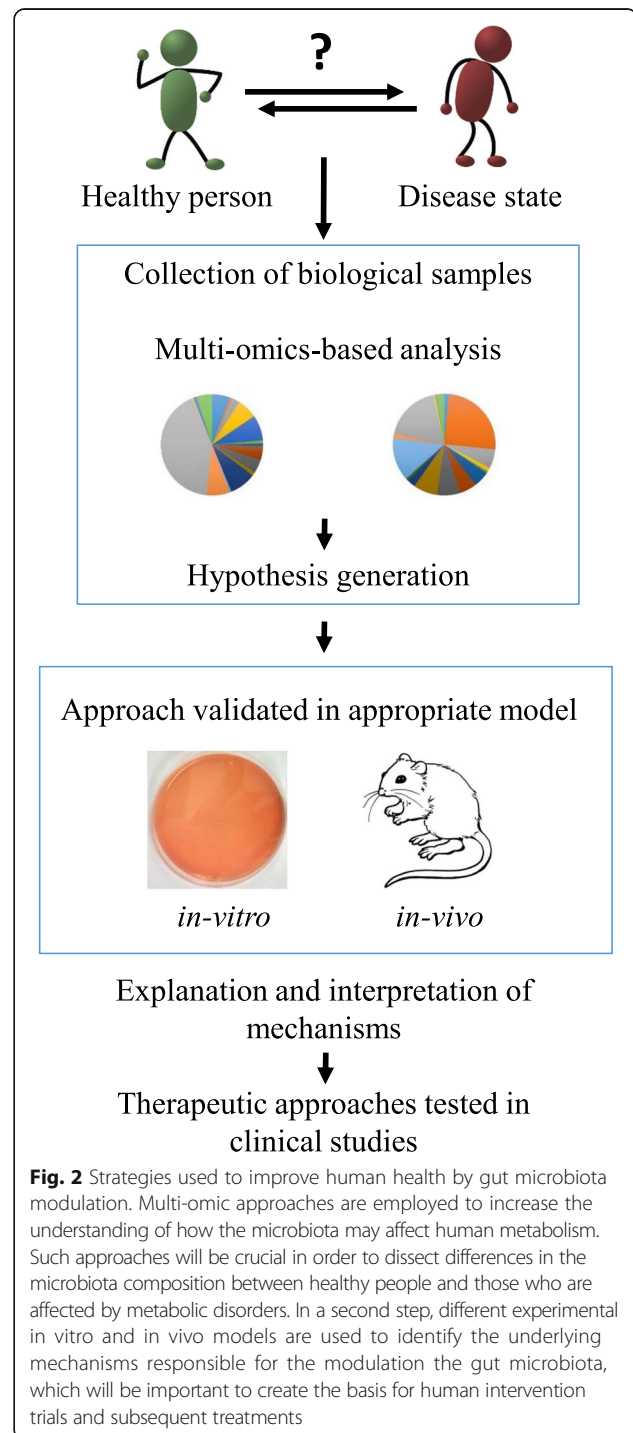 ?
Healthy person Disease state
Collection of biological samples
Multi-omics-based analysis
Hypothesis generation
Approach validated in appropriate model
in-vitro in-vivo
Explanation and interpretation of
mechanisms
Therapeutic approaches tested in
clinical studies
Fig. 2 Strategies used to improve human health by gut microbiota
modulation. Multi-omic approaches are employed to increase the
understanding of how the microbiota may affect human metabolism.
Such approaches will be crucial in order to dissect differences in the
microbiota composition between healthy people and those who are
affected by metabolic disorders. In a second step, different experimental
in vitro and in vivo models are used to identify the underlying
mechanisms responsible for the modulation the gut microbiota,
which will be important to create the basis for human intervention
trials and subsequent treatments